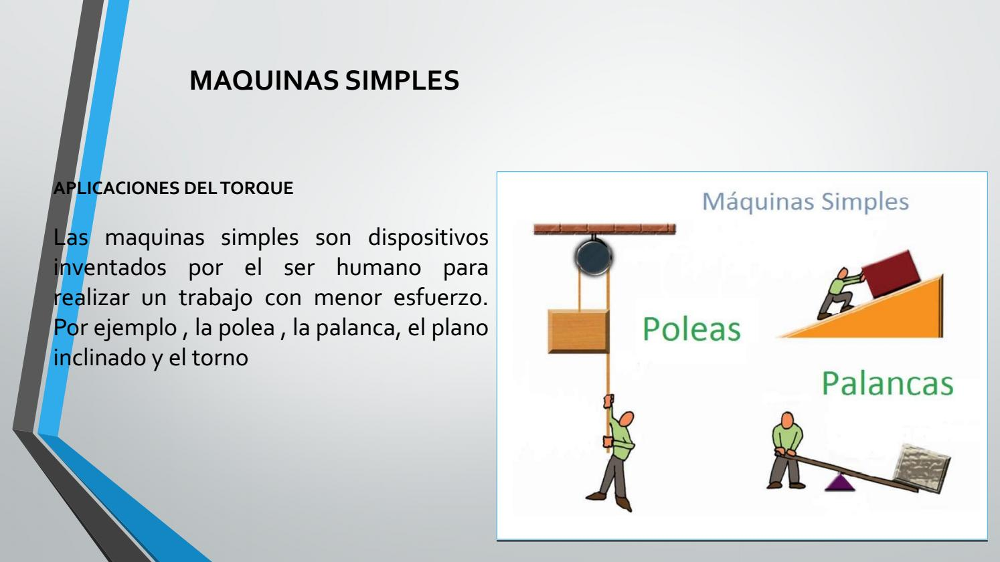 MAQUINAS SIMPLES
APLICACIONES DEL TORQUE
Las maquinas simples son dispositivos
inventados por el ser humano para
realizar un trabajo con menor esfuerzo.
Por ejemplo , la polea , la palanca, el plano
inclinado y el torno
Máquinas Simples
Poleas
Palancas